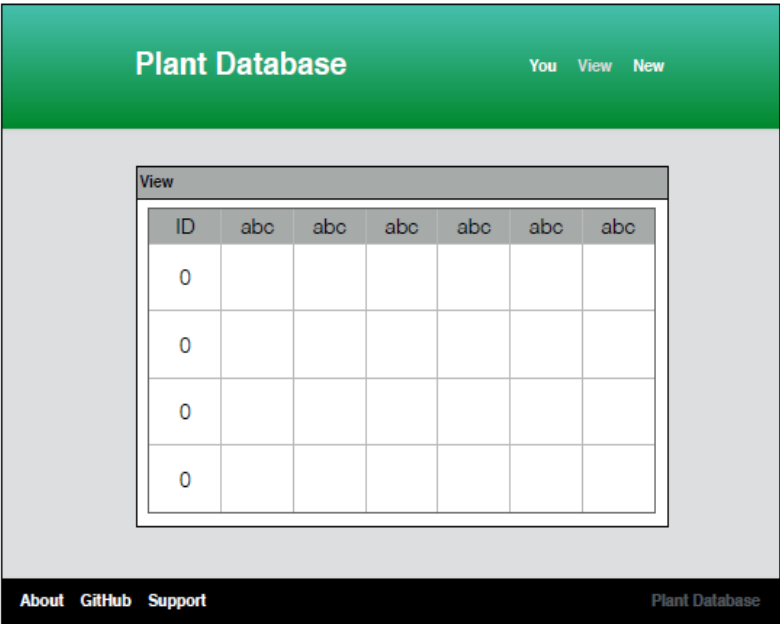 Plant Database You View New
View
ID abc abc abc abc abc abc
0
0
0
0
About GitHub Support Plant Database